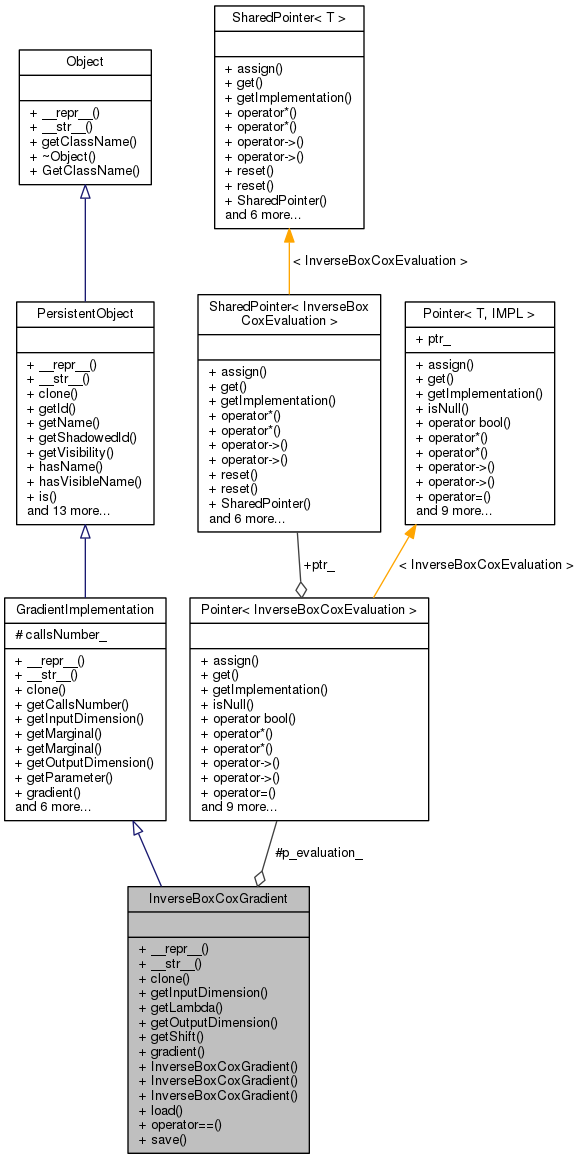 SharedPointer< T >
+ assign()
+ get()
+ getImplementation()
+ operator*()
+ operator*()
+ operator->()
+ operator->()
+ reset()
+ reset()
+ SharedPointer()
and 6 more...
Object
+ __repr__()
+ __str__()
+ getClassName()
+ ~Object()
+ GetClassName()
< InverseBoxCoxEvaluation >
PersistentObject
+ __repr__()
+ __str__()
+ clone()
+ getId()
+ getName()
+ getShadowedId()
+ getVisibility()
+ hasName()
+ hasVisibleName()
+ is()
and 13 more...
SharedPointer< InverseBox
CoxEvaluation >
+ assign()
+ get()
+ getImplementation()
+ operator*()
+ operator*()
+ operator->()
+ operator->()
+ reset()
+ reset()
+ SharedPointer()
and 6 more...
Pointer< T, IMPL >
+ ptr_
+ assign()
+ get()
+ getImplementation()
+ isNull()
+ operator bool()
+ operator*()
+ operator*()
+ operator->()
+ operator->()
+ operator=()
and 9 more...
+ptr_
< InverseBoxCoxEvaluation >
GradientImplementation
# callsNumber_
+ __repr__()
+ __str__()
+ clone()
+ getCallsNumber()
+ getInputDimension()
+ getMarginal()
+ getMarginal()
+ getOutputDimension()
+ getParameter()
+ gradient()
and 6 more...
Pointer< InverseBoxCoxEvaluation >
+ assign()
+ get()
+ getImplementation()
+ isNull()
+ operator bool()
+ operator*()
+ operator*()
+ operator->()
+ operator->()
+ operator=()
and 9 more...
#p_evaluation_
InverseBoxCoxGradient
+ __repr__()
+ __str__()
+ clone()
+ getInputDimension()
+ getLambda()
+ getOutputDimension()
+ getShift()
+ gradient()
+ InverseBoxCoxGradient()
+ InverseBoxCoxGradient()
+ InverseBoxCoxGradient()
+ load()
+ operator==()
+ save()